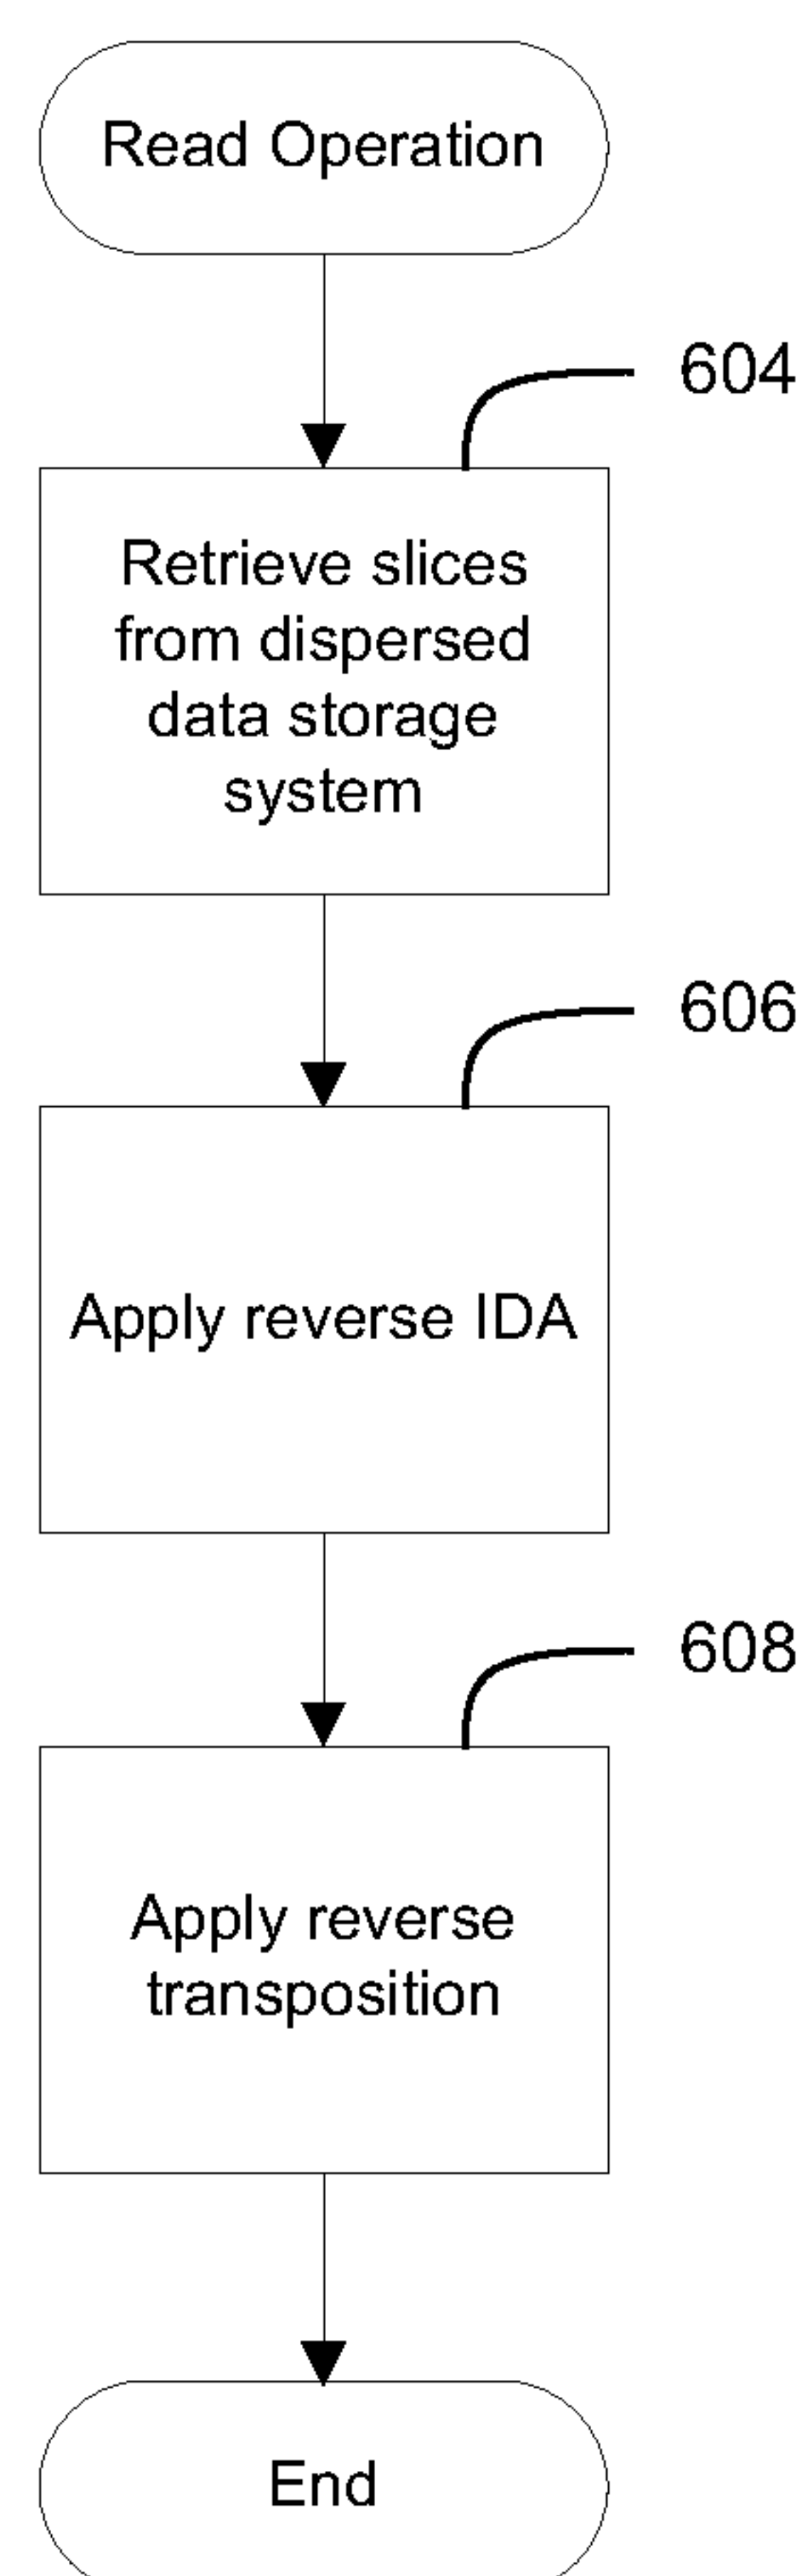 Read Operation
604
Retrieve slices
from dispersed
data storage
system
606
Apply reverse IDA
608
Apply reverse
transposition
End